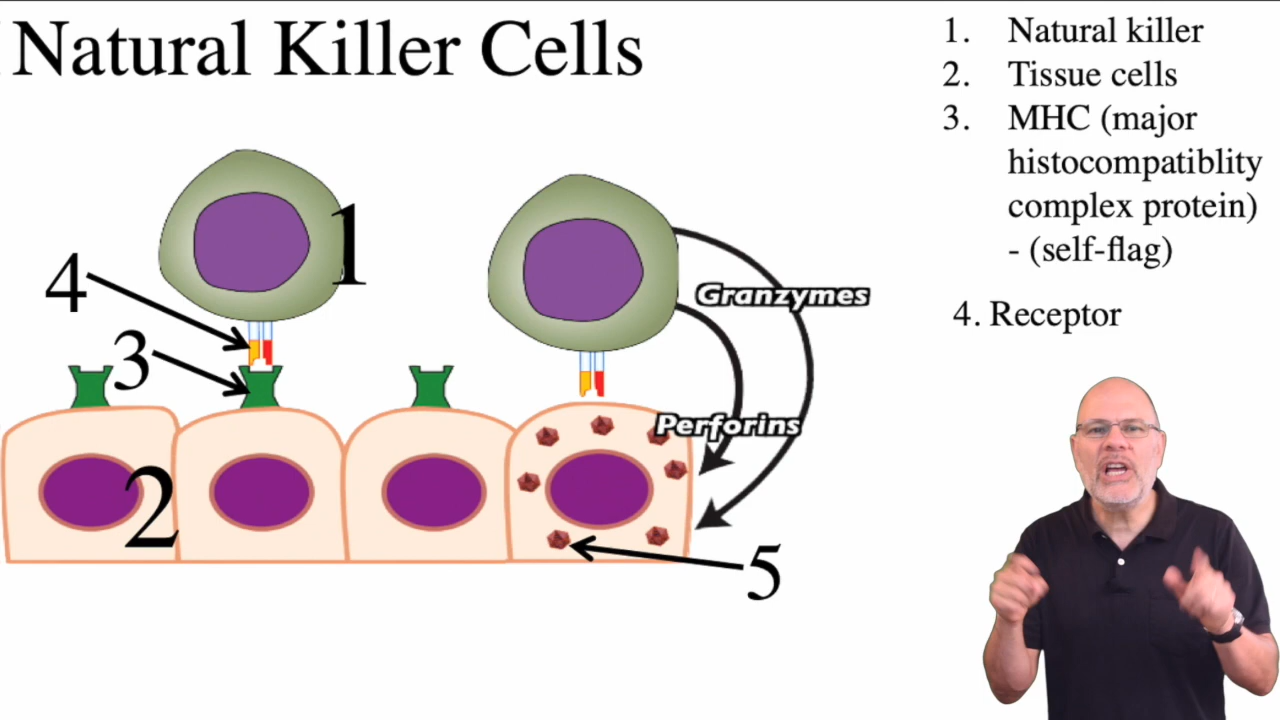 Natural Killer Cells
1. Natural killer
2. Tissue cells
3. MHC (major
histocompatiblity
complex protein)
- (self-flag)
4. Receptor
1
4
3
Granzymes
Perforins
2
5